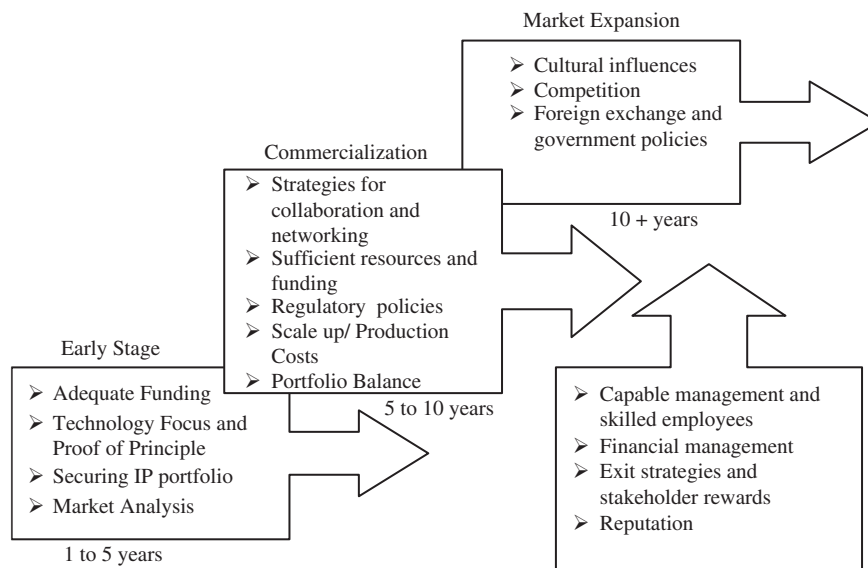 Market Expansion
➢ Cultural influences
➢ Competition
➢ Foreign exchange and
government policies
10 + years
Commercialization
➢ Strategies for
collaboration and
networking
➢ Sufficient resources and
funding
➢ Regulatory policies
➢ Scale up/ Production
Costs
➢ Portfolio Balance
5 to 10 years
Early Stage
➢ Adequate Funding
➢ Technology Focus and
Proof of Principle
➢ Securing IP portfolio
➢ Market Analysis
1 to 5 years
➢ Capable management and
skilled employees
➢ Financial management
➢ Exit strategies and
stakeholder rewards
➢ Reputation